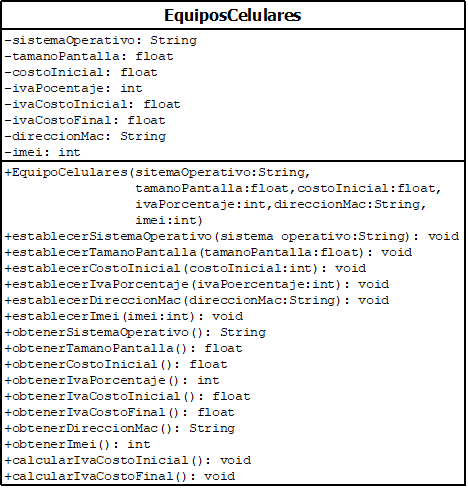 EquiposCelulares
-sistemaOperativo: String
-tamanoPantalla: float
-costoInicial: float
-ivaPocentaje: int
-ivaCostoInicial: float
-ivaCostoFinal: float
-direccionMac: String
-imei: int
+EquipoCelulares(sitemaOperativo:String,
tamanoPantalla:float,costoInicial:float,
ivaPorcentaje:int,direccionMac:String,
imei:int)
+establecerSistemaOperativo(sistema operativo:String): void
+establecerTamanoPantalla(tamanoPantalla:float): void
+establecerCostoInicial(costoInicial:int): void
+establecerIvaPorcentaje(ivaPoercentaje:int): void
+establecerDireccionMac(direccionMac:String): void
+establecerImei(imei:int): void
+obtenerSistemaOperativo(): String
+obtenerTamanoPantalla(): float
+obtenerCostoInicial(): float
+obtenerIvaPorcentaje(): int
+obtenerIvaCostoInicial(): float
+obtenerIvaCostoFinal(): float
+obtenerDireccionMac(): String
+obtenerImei(): int
+calcularIvaCostoInicial(): void
+calcularIvaCostoFinal(): void